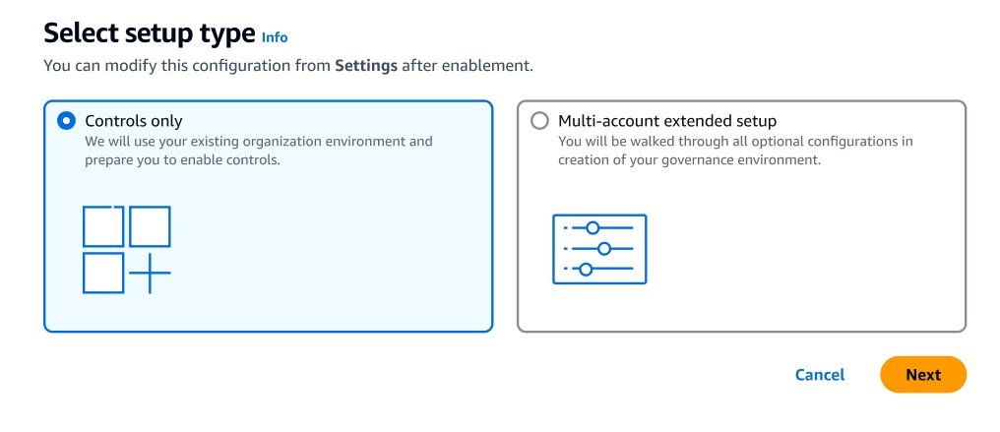 Select setup type Info
You can modify this configuration from Settings after enablement.
Controls only
We will use your existing organization environment and
prepare you to enable controls.
Multi-account extended setup
You will be walked through all optional configurations in
creation of your governance environment.
Cancel
Next